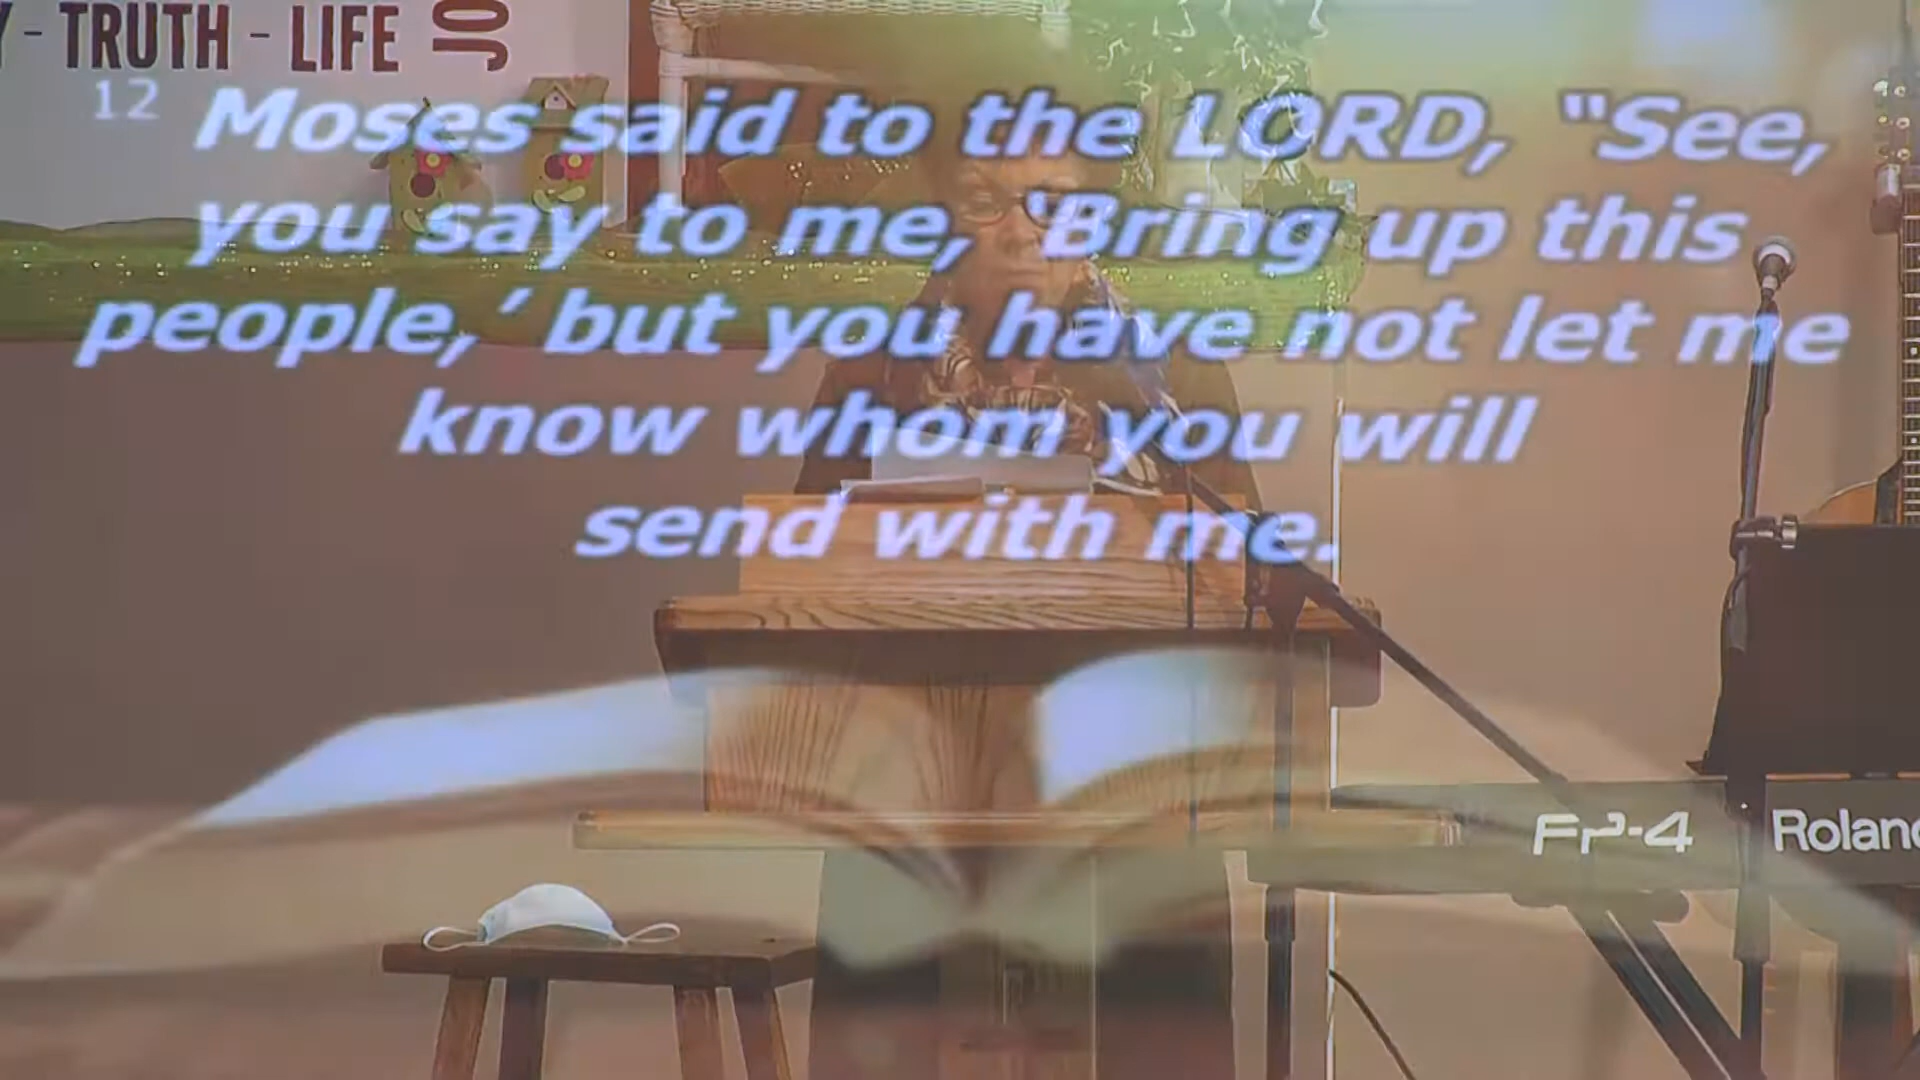 - TRUTH - LIFE
JO
12 Moses said to the LORD, “See,
you say to me, ‘Bring up this
people,’ but you have not let me
know whom you will
send with me.
FP-4 Roland